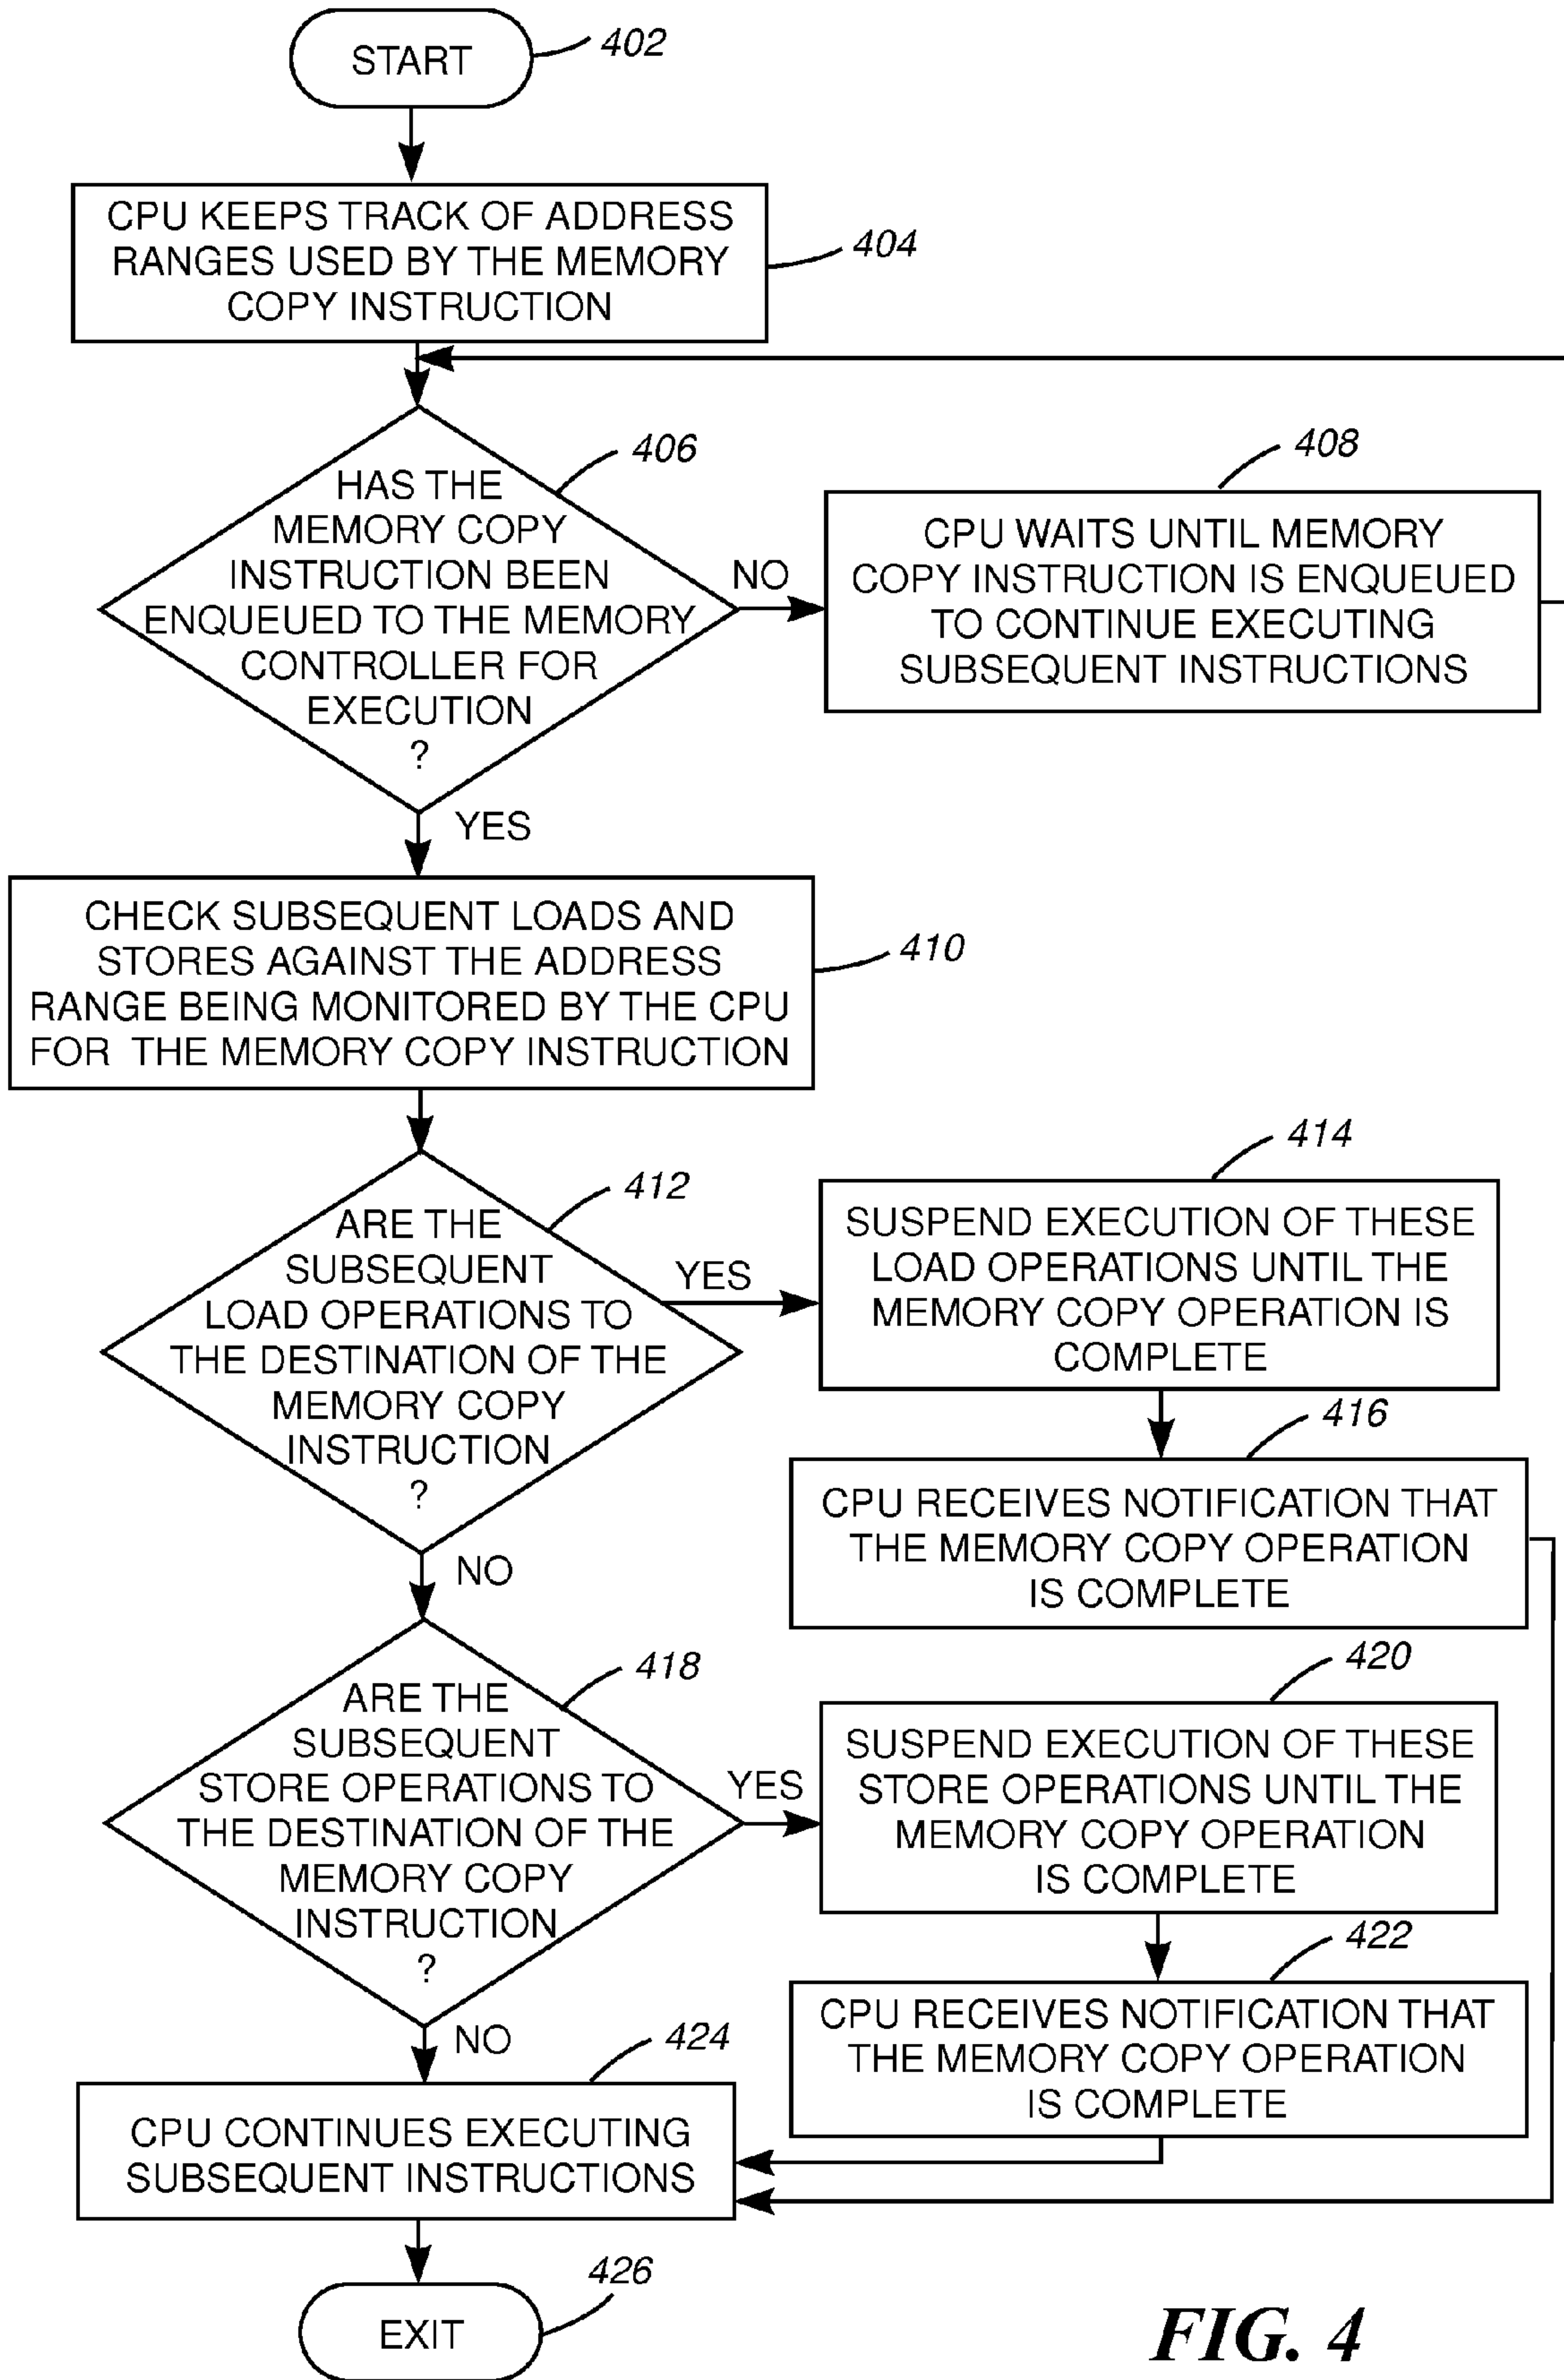 START
402
CPU KEEPS TRACK OF ADDRESS
RANGES USED BY THE MEMORY
COPY INSTRUCTION
404
HAS THE
MEMORY COPY
INSTRUCTION BEEN
ENQUEUED TO THE MEMORY
CONTROLLER FOR
EXECUTION
?
406
NO
CPU WAITS UNTIL MEMORY
COPY INSTRUCTION IS ENQUEUED
TO CONTINUE EXECUTING
SUBSEQUENT INSTRUCTIONS
408
YES
CHECK SUBSEQUENT LOADS AND
STORES AGAINST THE ADDRESS
RANGE BEING MONITORED BY THE CPU
FOR THE MEMORY COPY INSTRUCTION
410
ARE THE
SUBSEQUENT
LOAD OPERATIONS TO
THE DESTINATION OF THE
MEMORY COPY
INSTRUCTION
?
412
YES
SUSPEND EXECUTION OF THESE
LOAD OPERATIONS UNTIL THE
MEMORY COPY OPERATION IS
COMPLETE
414
CPU RECEIVES NOTIFICATION THAT
THE MEMORY COPY OPERATION
IS COMPLETE
416
NO
ARE THE
SUBSEQUENT
STORE OPERATIONS TO
THE DESTINATION OF THE
MEMORY COPY
INSTRUCTION
?
418
YES
SUSPEND EXECUTION OF THESE
STORE OPERATIONS UNTIL THE
MEMORY COPY OPERATION
IS COMPLETE
420
CPU RECEIVES NOTIFICATION THAT
THE MEMORY COPY OPERATION
IS COMPLETE
422
NO
CPU CONTINUES EXECUTING
SUBSEQUENT INSTRUCTIONS
424
EXIT
426
FIG. 4